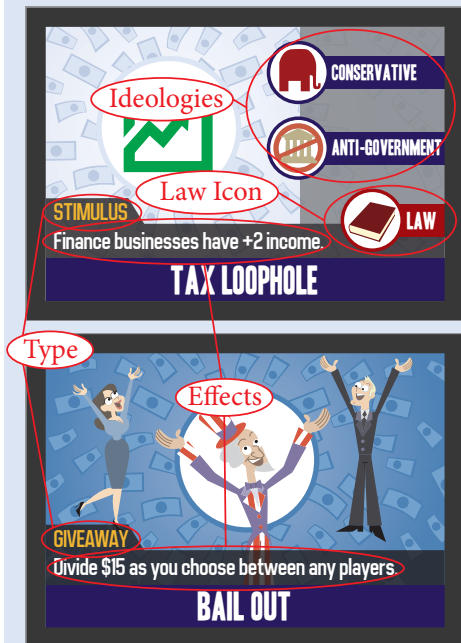 CONSERVATIVE
Ideologies
ANTI-GOVERNMENT
Law Icon
STIMULUS
LAW
Finance businesses have +2 income.
TAX LOOPHOLE
Type
Effects
GIVEAWAY
Divide $15 as you choose between any players.
BAIL OUT